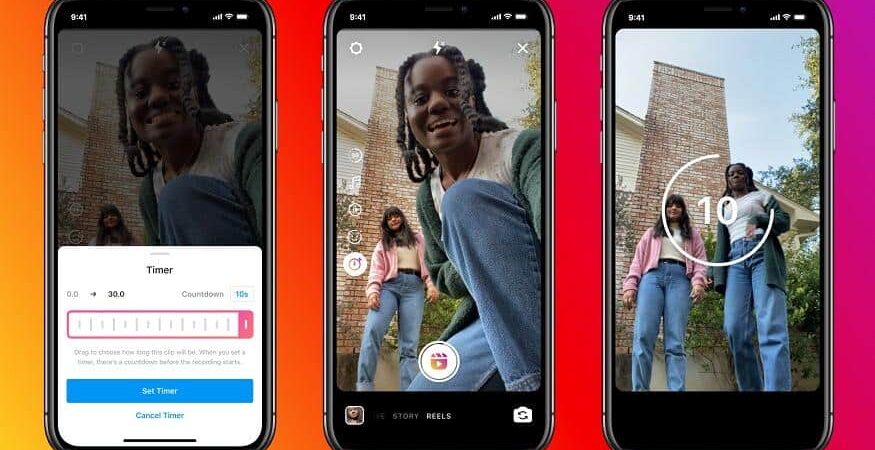 9:41
Timer
0.0 → 30.0 Countdown 10s
Drag to choose how long this clip will be. When you set a
timer, there's a countdown before the recording starts.
Set Timer
Cancel Timer
9:41
30
STORY REELS
9:41
10